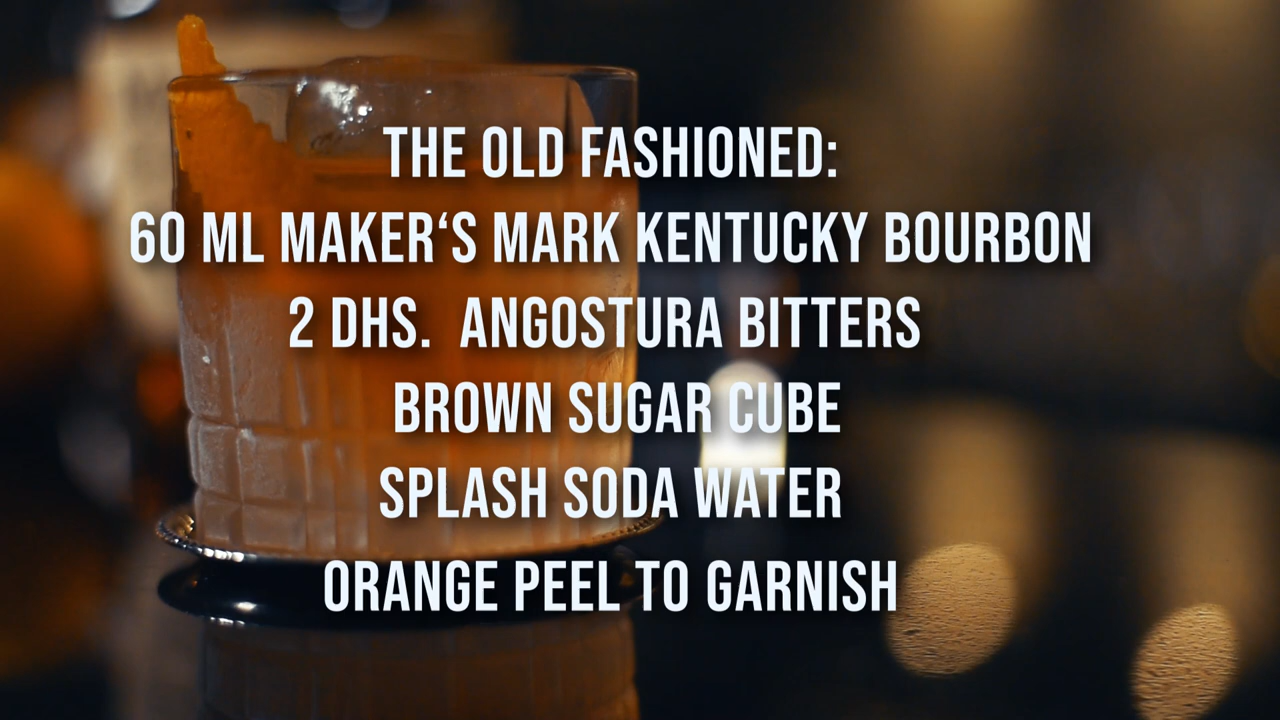 THE OLD FASHIONED:
60 ML MAKER‘S MARK KENTUCKY BOURBON
2 DHS.  ANGOSTURA BITTERS
BROWN SUGAR CUBE
SPLASH SODA WATER
ORANGE PEEL TO GARNISH